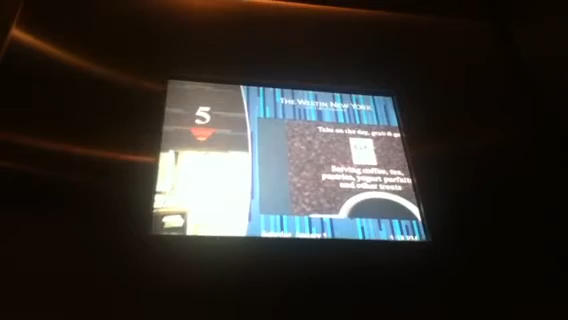 5
THE WESTIN NEW YORK
Take on the day, grab & go
Serving coffee, tea,
pastries, yogurt parfaits
and other treats